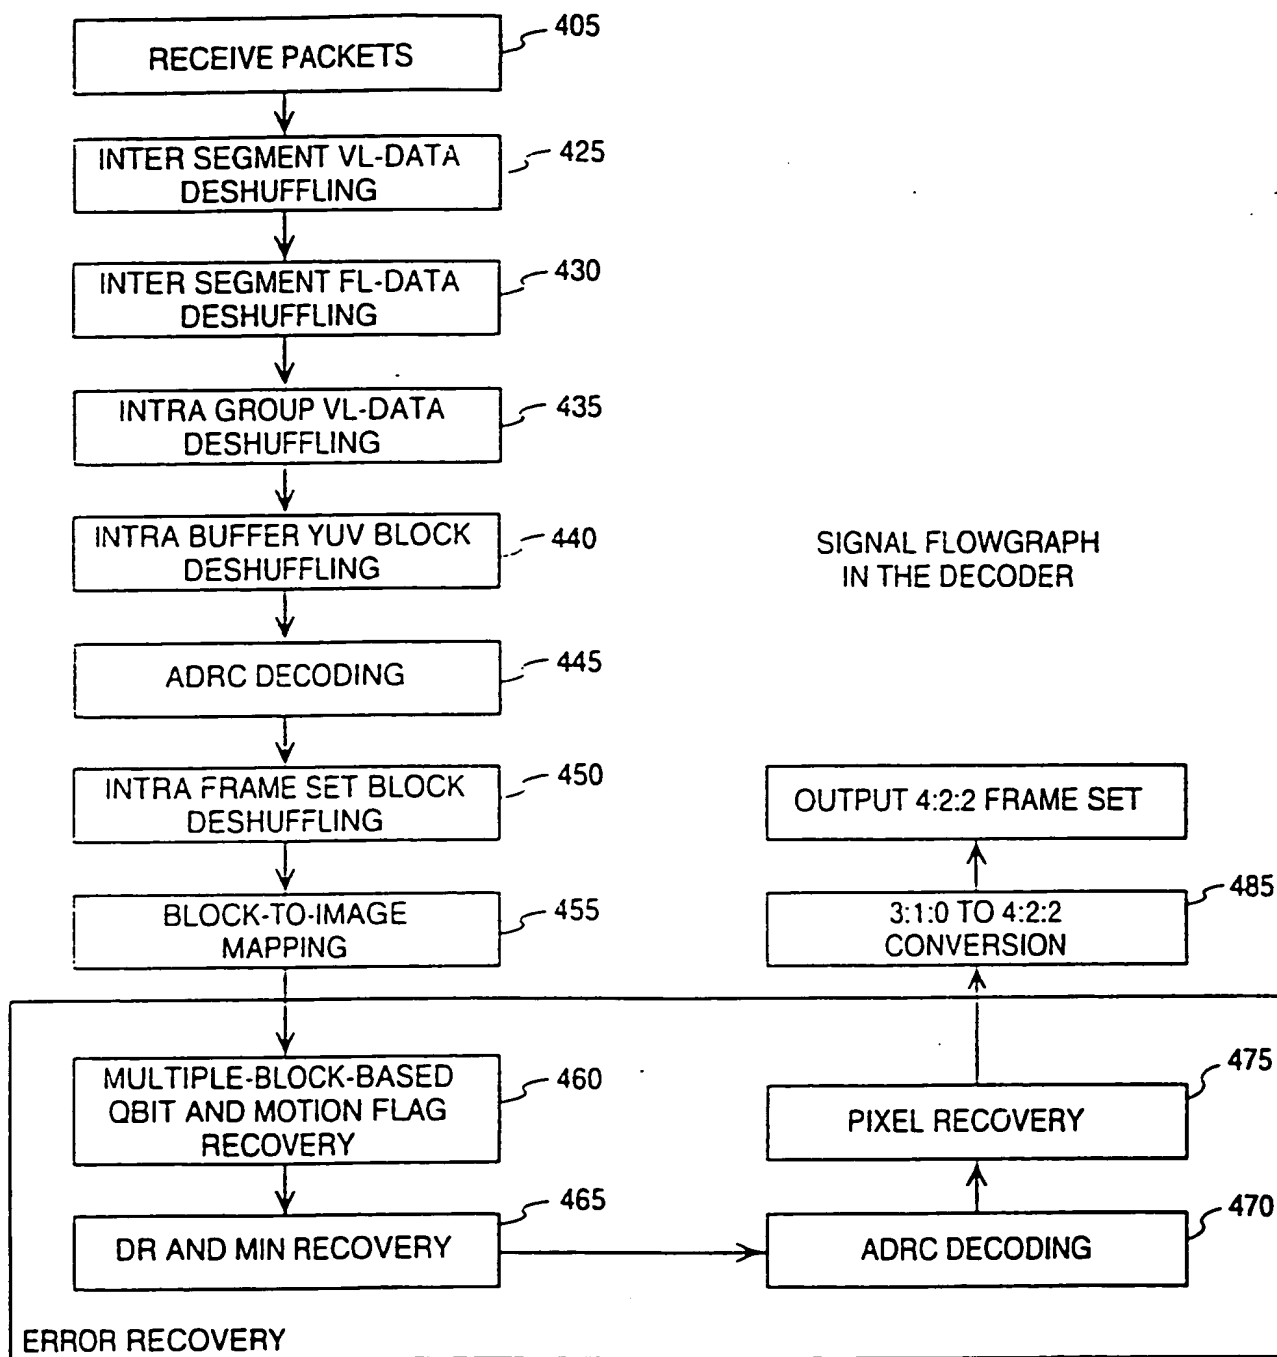 RECEIVE PACKETS
405
INTER SEGMENT VL-DATA
DESHUFFLING
425
INTER SEGMENT FL-DATA
DESHUFFLING
430
INTRA GROUP VL-DATA
DESHUFFLING
435
INTRA BUFFER YUV BLOCK
DESHUFFLING
440
SIGNAL FLOWGRAPH
IN THE DECODER
ADRC DECODING
445
INTRA FRAME SET BLOCK
DESHUFFLING
450
BLOCK-TO-IMAGE
MAPPING
455
MULTIPLE-BLOCK-BASED
QBIT AND MOTION FLAG
RECOVERY
460
DR AND MIN RECOVERY
465
ADRC DECODING
470
PIXEL RECOVERY
475
3:1:0 TO 4:2:2
CONVERSION
485
OUTPUT 4:2:2 FRAME SET
ERROR RECOVERY